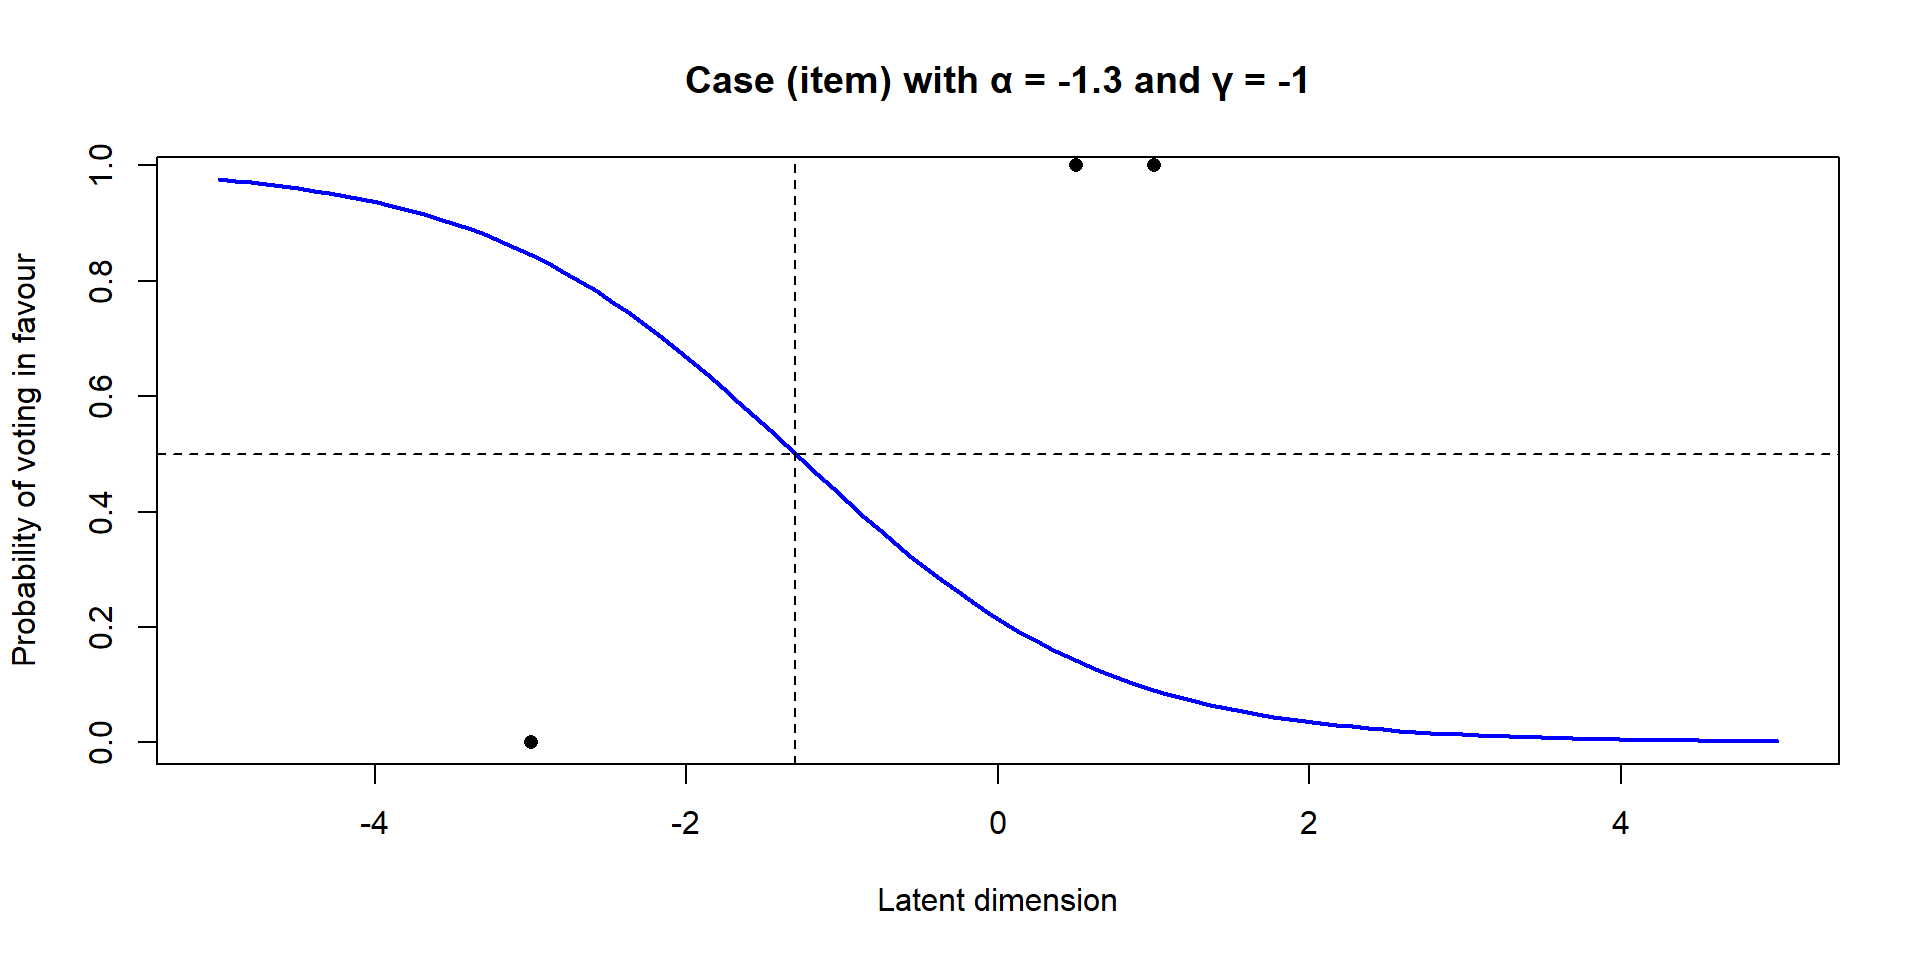 Case (item) with α = -1.3 and γ = -1
Probability of voting in favour
1.0
0.8
0.6
0.4
0.2
0.0
-4 -2 0 2 4
Latent dimension